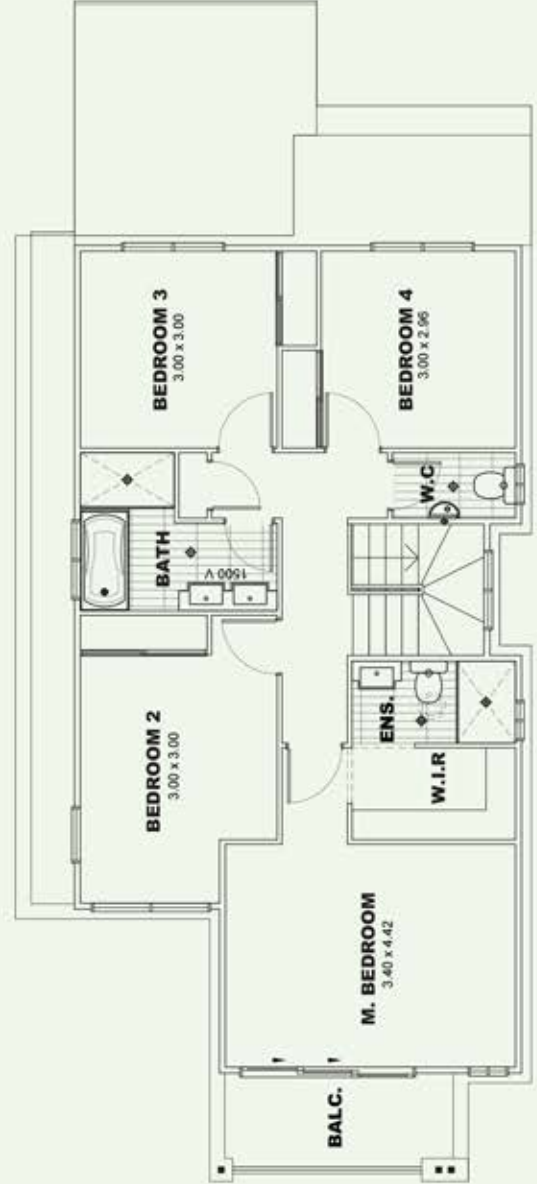 BEDROOM 3
3.00 x 3.00
BEDROOM 4
3.00 x 2.96
W.C
BATH
1500 V
BEDROOM 2
3.00 x 3.00
ENS.
W.I.R
M. BEDROOM
3.40 x 4.42
BALC.